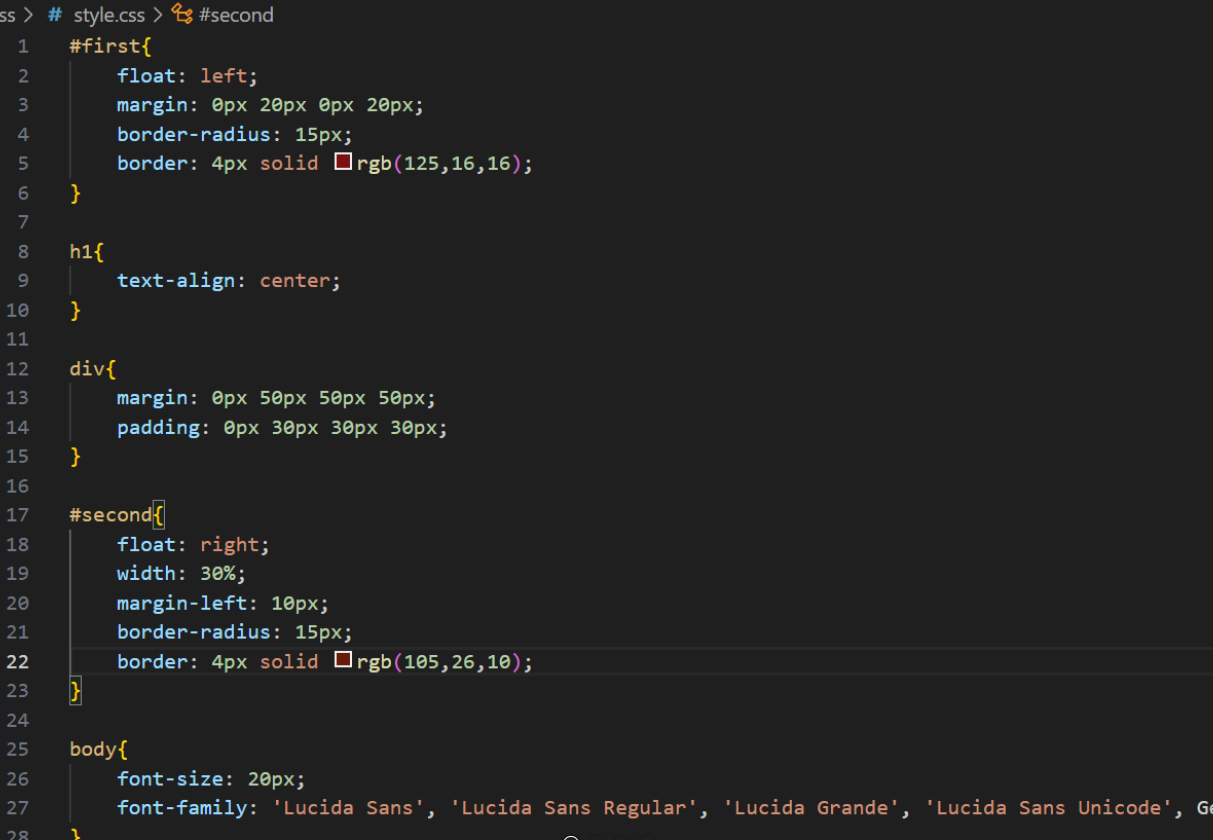 ss > # style.css > #second
1 #first{
2 float: left;
3 margin: 0px 20px 0px 20px;
4 border-radius: 15px;
5 border: 4px solid rgb(125,16,16);
6 }
7
8 h1{
9 text-align: center;
10 }
11
12 div{
13 margin: 0px 50px 50px 50px;
14 padding: 0px 30px 30px 30px;
15 }
16
17 #second{
18 float: right;
19 width: 30%;
20 margin-left: 10px;
21 border-radius: 15px;
22 border: 4px solid rgb(105,26,10);
23 }
24
25 body{
26 font-size: 20px;
27 font-family: 'Lucida Sans', 'Lucida Sans Regular', 'Lucida Grande', 'Lucida Sans Unicode', Ge
28 }